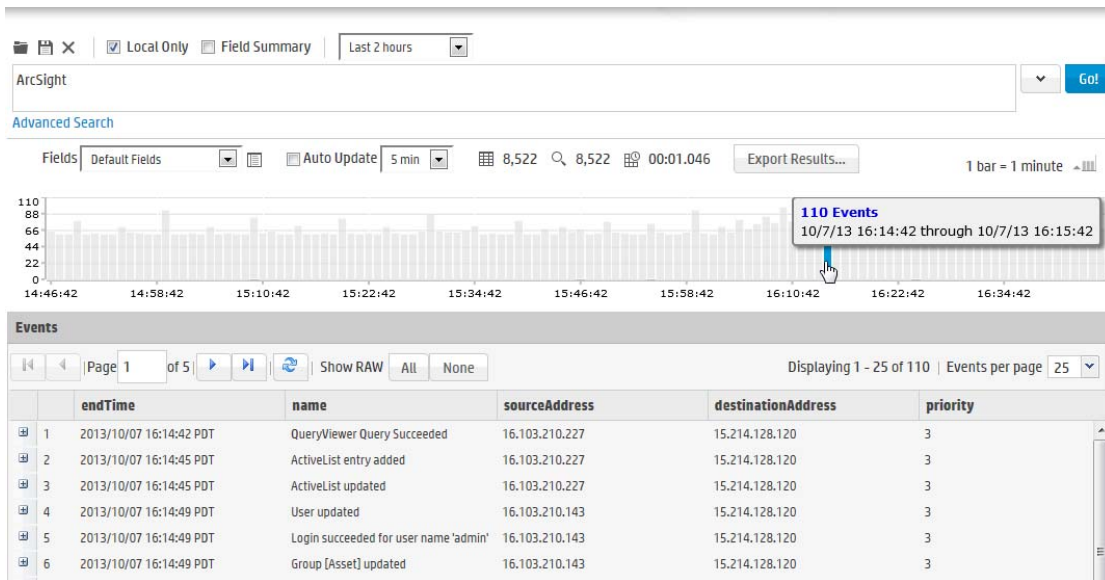 Local Only Field Summary Last 2 hours
ArcSight
Go!
Advanced Search
Fields Default Fields Auto Update 5 min 8,522 8,522 00:01.046 Export Results... 1 bar = 1 minute
110
88
66
44
22
0
110 Events
10/7/13 16:14:42 through 10/7/13 16:15:42
14:46:42 14:58:42 15:10:42 15:22:42 15:34:42 15:46:42 15:58:42 16:10:42 16:22:42 16:34:42
Events
Page 1 of 5 Show RAW All None Displaying 1 - 25 of 110 Events per page 25
endTime name sourceAddress destinationAddress priority
1 2013/10/07 16:14:42 PDT QueryViewer Query Succeeded 16.103.210.227 15.214.128.120 3
2 2013/10/07 16:14:45 PDT ActiveList entry added 16.103.210.227 15.214.128.120 3
3 2013/10/07 16:14:45 PDT ActiveList updated 16.103.210.227 15.214.128.120 3
4 2013/10/07 16:14:49 PDT User updated 16.103.210.143 15.214.128.120 3
5 2013/10/07 16:14:49 PDT Login succeeded for user name 'admin' 16.103.210.143 15.214.128.120 3
6 2013/10/07 16:14:49 PDT Group [Asset] updated 16.103.210.143 15.214.128.120 3